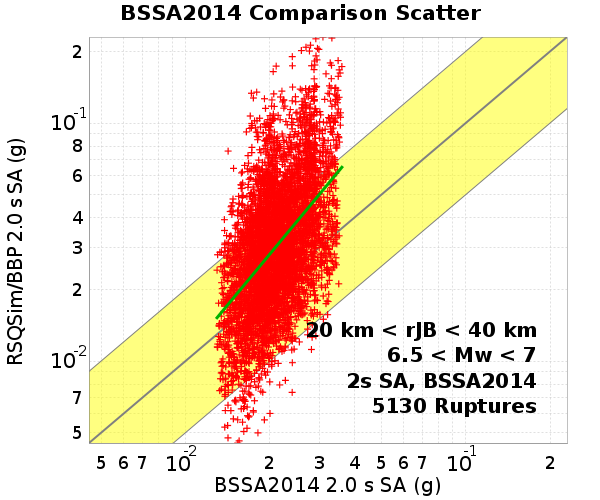 BSSA2014 Comparison Scatter
RSQSim/BBP 2.0 s SA (g)
2
10-1
8
6
4
3
2
10-2
7
5
20 km < rJB < 40 km
6.5 < Mw < 7
2s SA, BSSA2014
5130 Ruptures
5 6 7 10-2 2 3 4 5 6 7 10-1 2
BSSA2014 2.0 s SA (g)